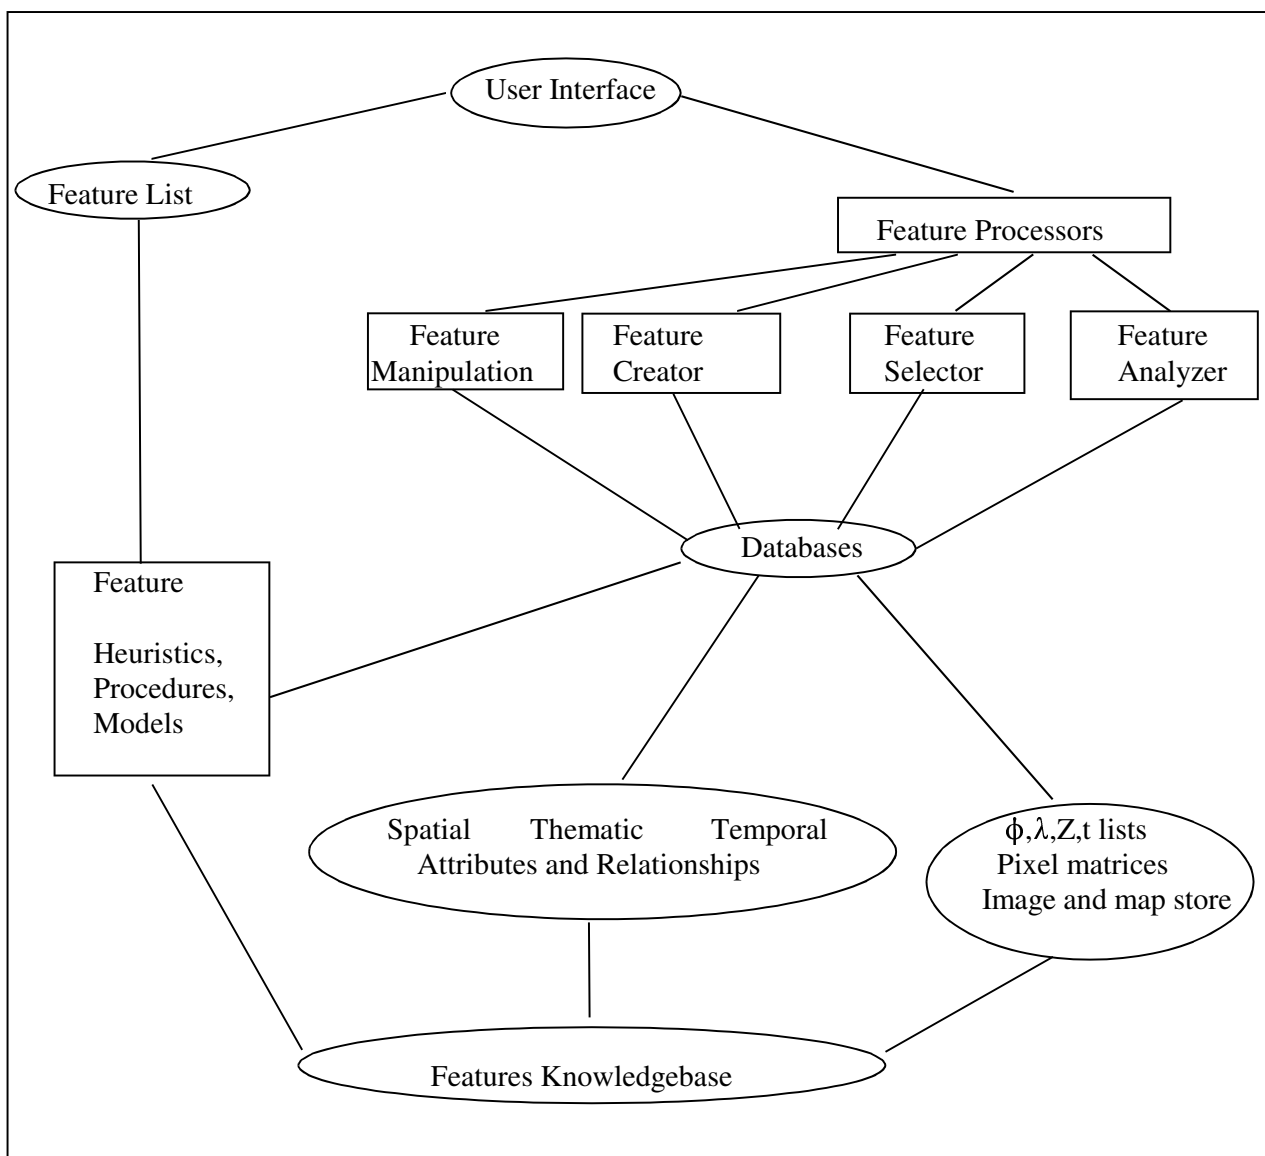 User Interface
Feature List
Feature Processors
Feature
Manipulation
Feature
Creator
Feature
Selector
Feature
Analyzer
Databases
Feature
Heuristics,
Procedures,
Models
Spatial Thematic Temporal
Attributes and Relationships
ϕ,λ,Z,t lists
Pixel matrices
Image and map store
Features Knowledgebase